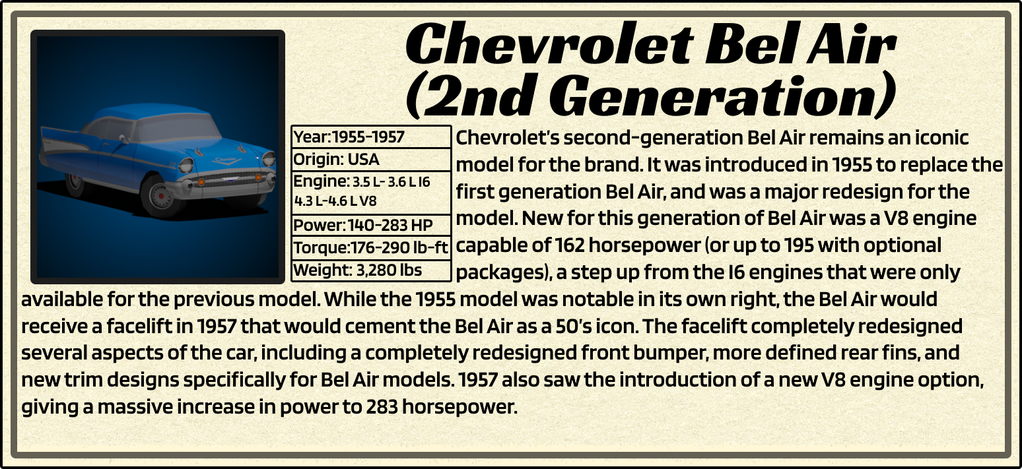 Chevrolet Bel Air
(2nd Generation)
Year:1955-1957
Origin: USA
Engine: 3.5 L- 3.6 L I6
4.3 L-4.6 L V8
Power: 140-283 HP
Torque:176-290 lb-ft
Weight: 3,280 lbs
Chevrolet's second-generation Bel Air remains an iconic
model for the brand. It was introduced in 1955 to replace the
first generation Bel Air, and was a major redesign for the
model. New for this generation of Bel Air was a V8 engine
capable of 162 horsepower (or up to 195 with optional
packages), a step up from the I6 engines that were only
available for the previous model. While the 1955 model was notable in its own right, the Bel Air would
receive a facelift in 1957 that would cement the Bel Air as a 50's icon. The facelift completely redesigned
several aspects of the car, including a completely redesigned front bumper, more defined rear fins, and
new trim designs specifically for Bel Air models. 1957 also saw the introduction of a new V8 engine option,
giving a massive increase in power to 283 horsepower.